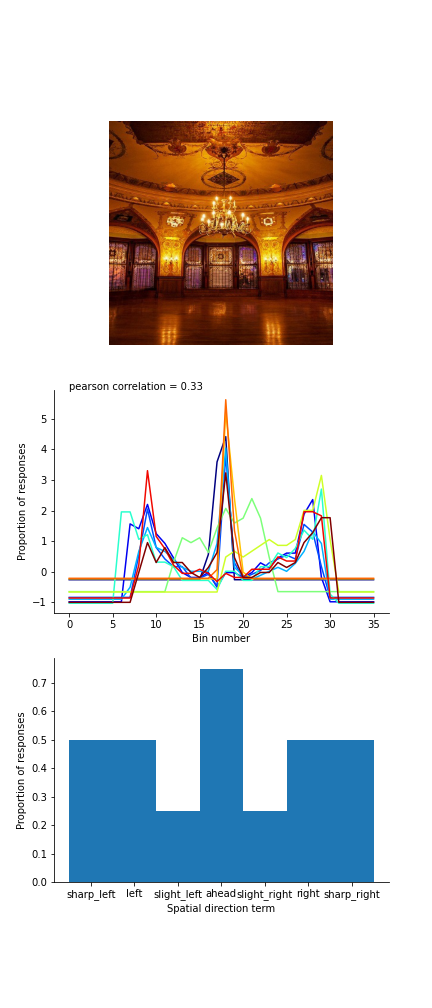 pearson correlation = 0.33
Proportion of responses
5
4
3
2
1
0
−1
0 5 10 15 20 25 30 35
Bin number
Proportion of responses
0.7
0.6
0.5
0.4
0.3
0.2
0.1
0.0
sharp_left left slight_left ahead slight_right right sharp_right
Spatial direction term